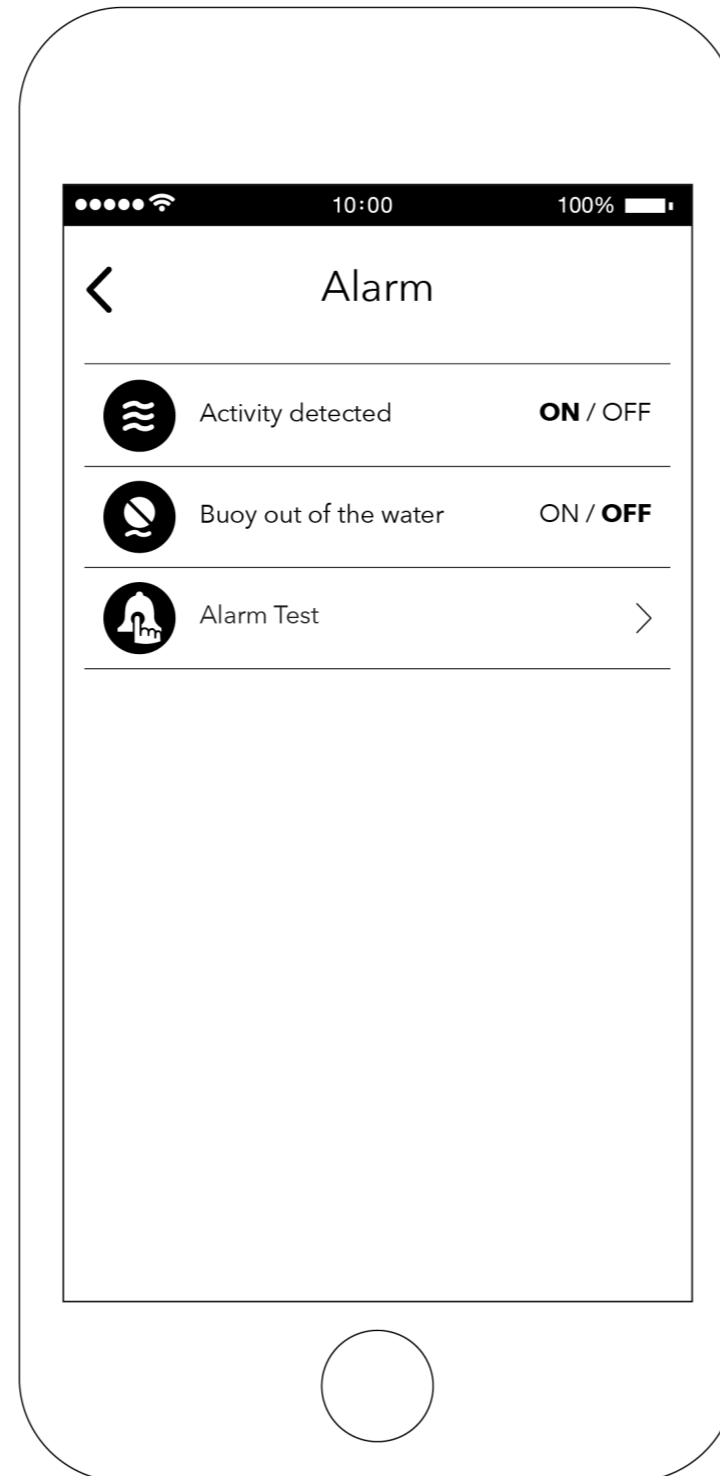 10:00 100%
Alarm
Activity detected ON / OFF
Buoy out of the water ON / OFF
Alarm Test